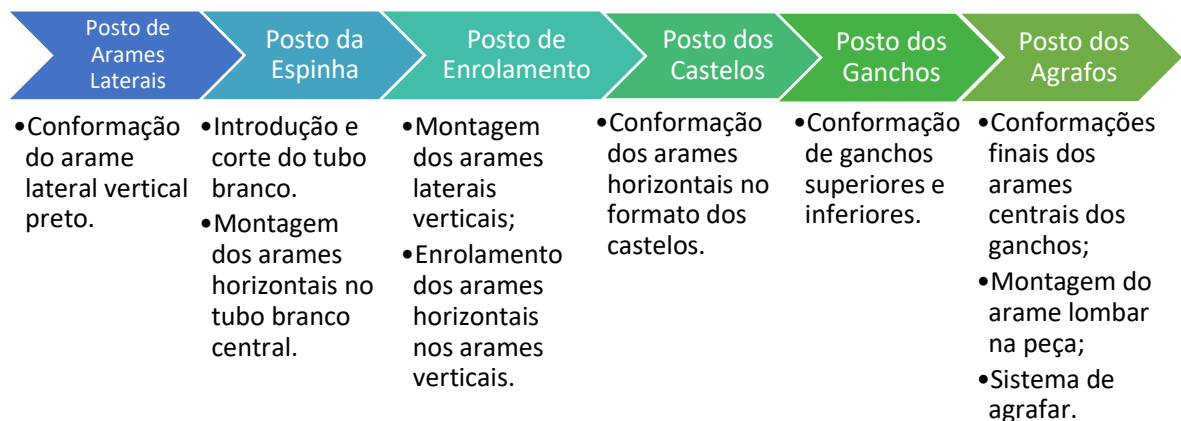 Posto de
Arames
Laterais
•Conformação
do arame
lateral vertical
preto.
Posto da
Espinha
•Introdução e
corte do tubo
branco.
•Montagem
dos arames
horizontais no
tubo branco
central.
Posto de
Enrolamento
•Montagem
dos arames
laterais
verticais;
•Enrolamento
dos arames
horizontais
nos arames
verticais.
Posto dos
Castelos
•Conformação
dos arames
horizontais no
formato dos
castelos.
Posto dos
Ganchos
•Conformação
de ganchos
superiores e
inferiores.
Posto dos
Agrafos
•Conformações
finais dos
arames
centrais dos
ganchos;
•Montagem do
arame lombar
na peça;
•Sistema de
agrafar.